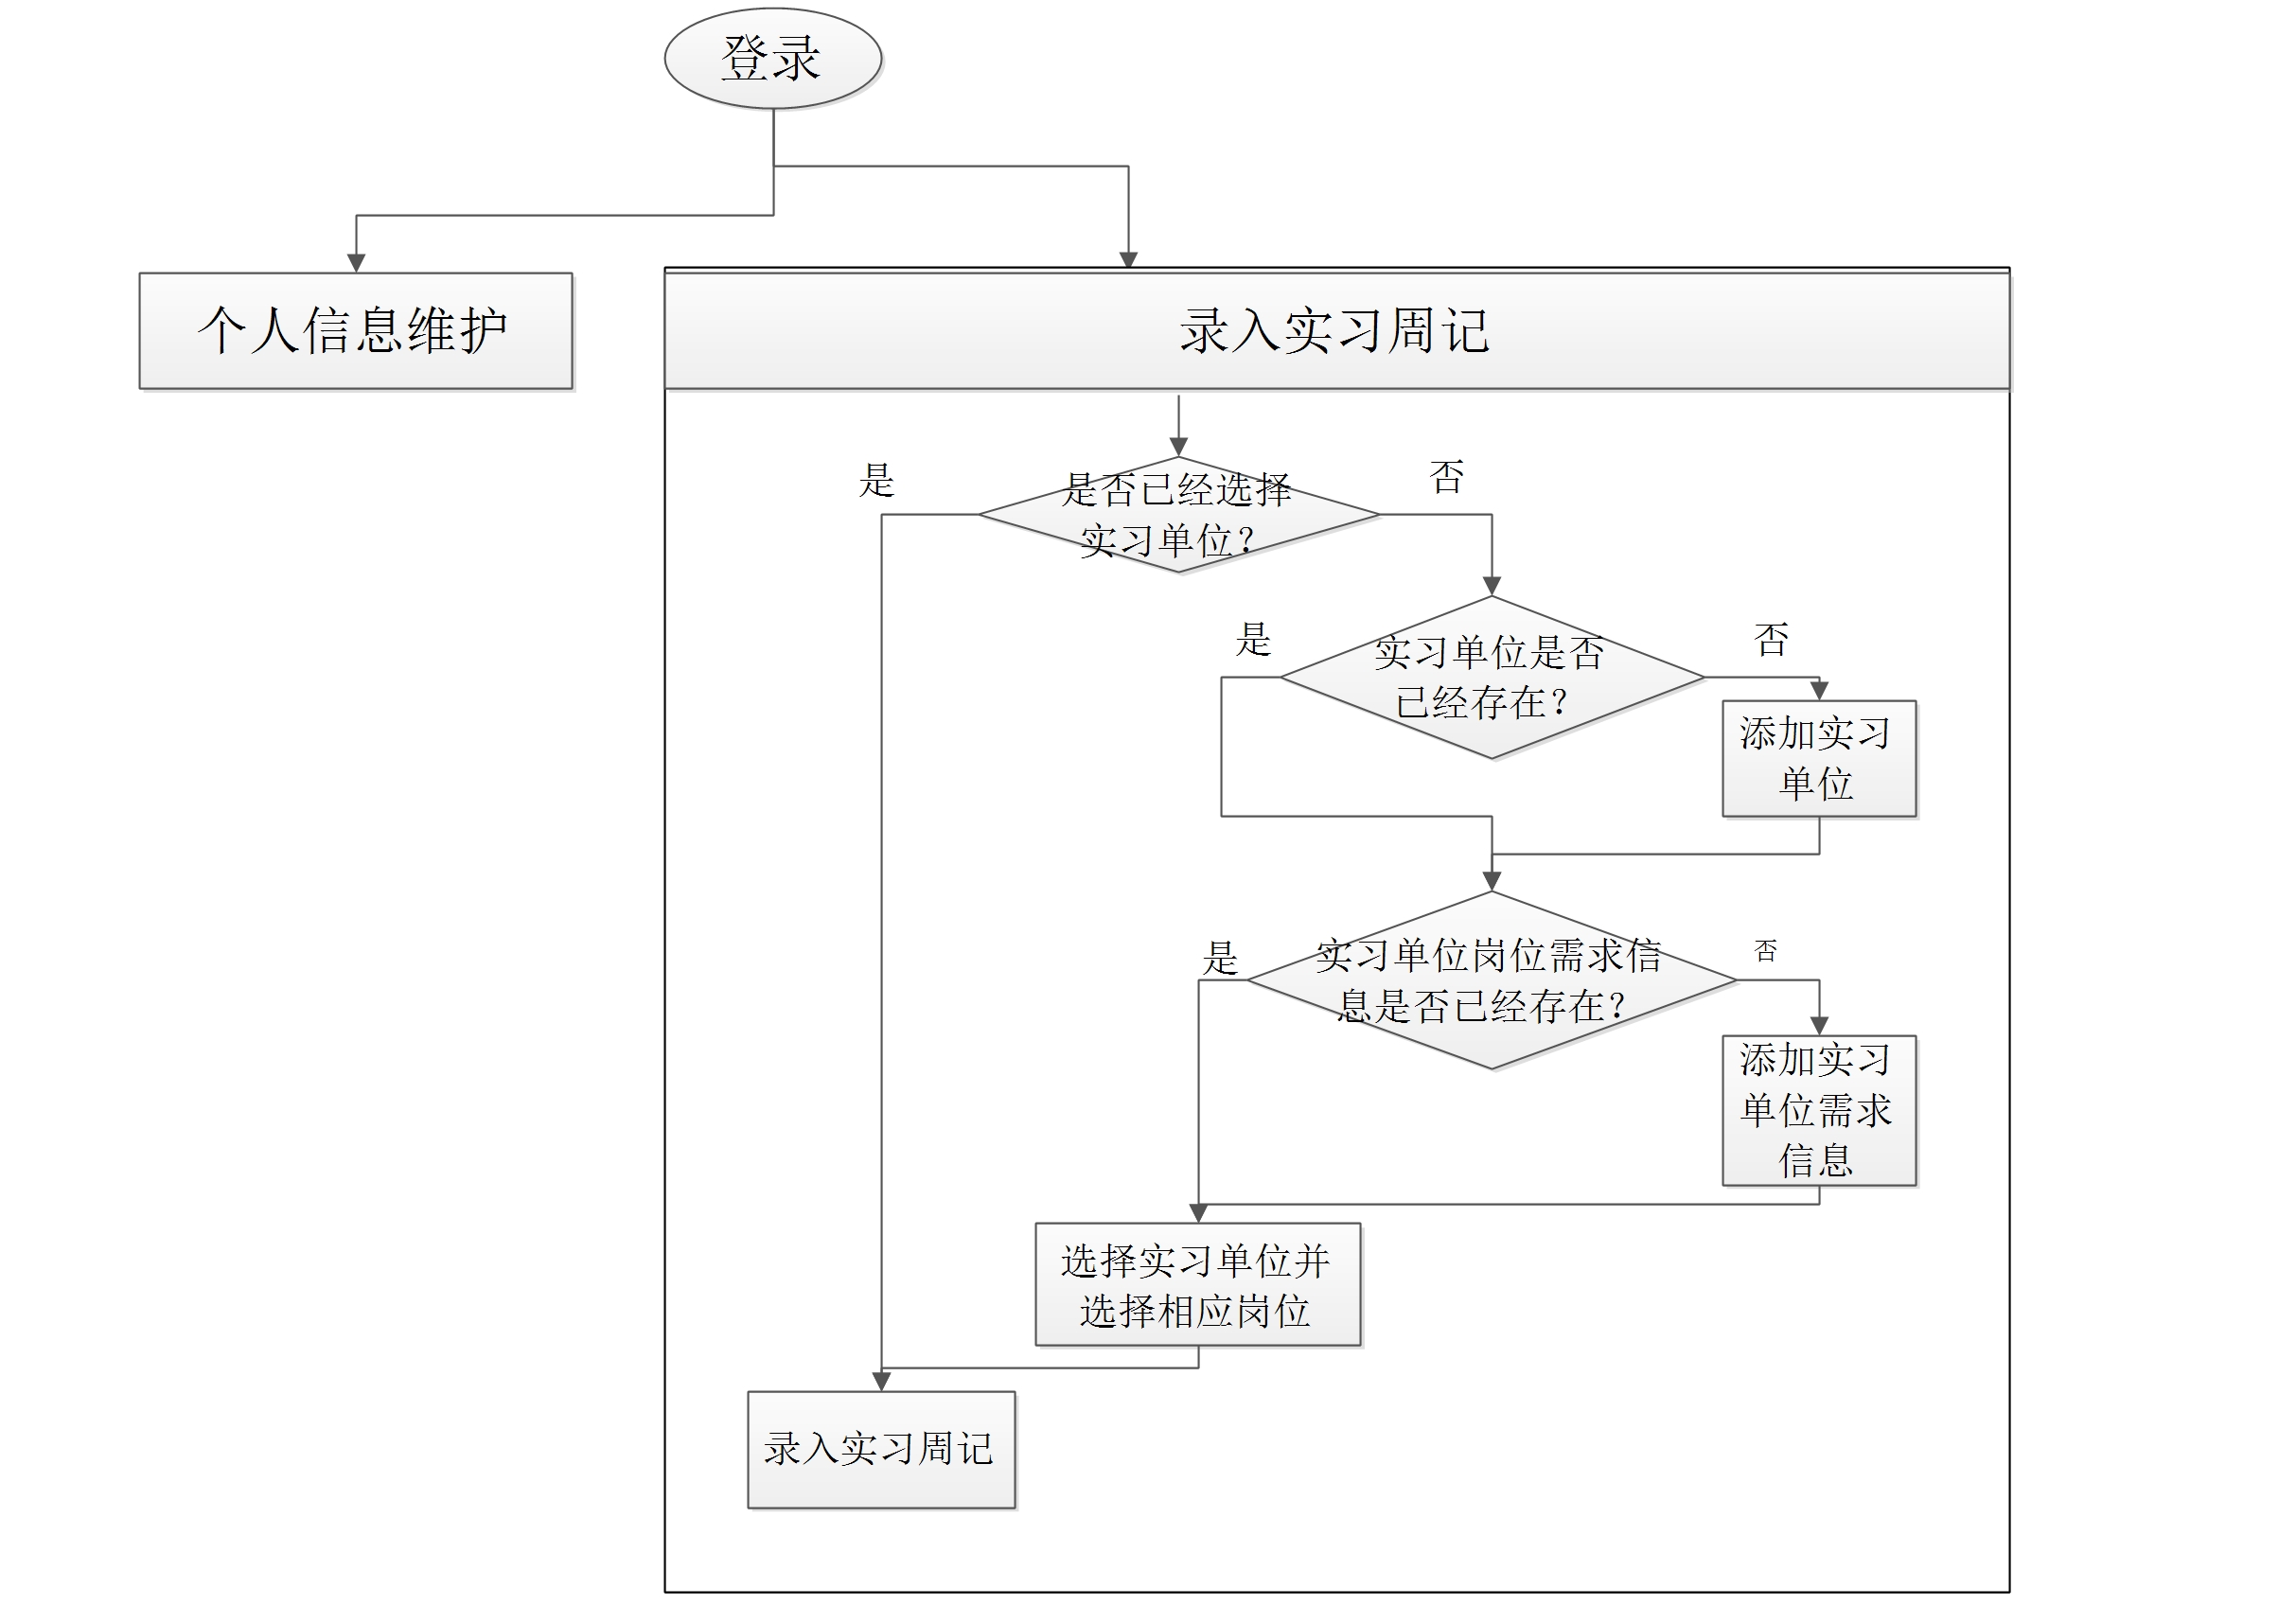 登录
个人信息维护
录入实习周记
是
是否已经选择
实习单位？
否
是
实习单位是否
已经存在？
否
添加实习
单位
是
实习单位岗位需求信
息是否已经存在？
否
添加实习
单位需求
信息
选择实习单位并
选择相应岗位
录入实习周记